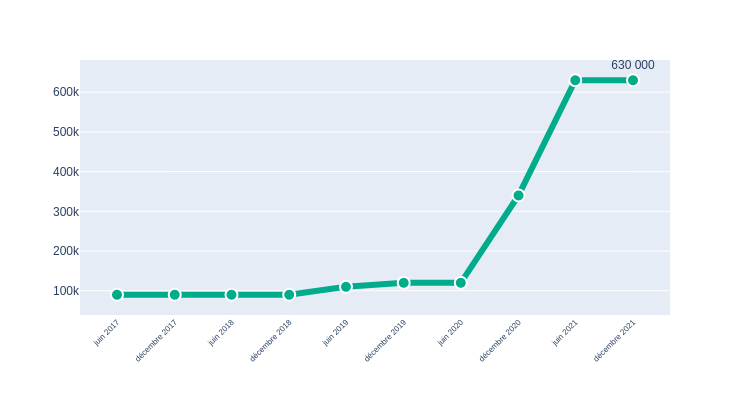 630 000
600k
500k
400k
300k
200k
100k
juin 2017
décembre 2017
juin 2018
décembre 2018
juin 2019
décembre 2019
juin 2020
décembre 2020
juin 2021
décembre 2021